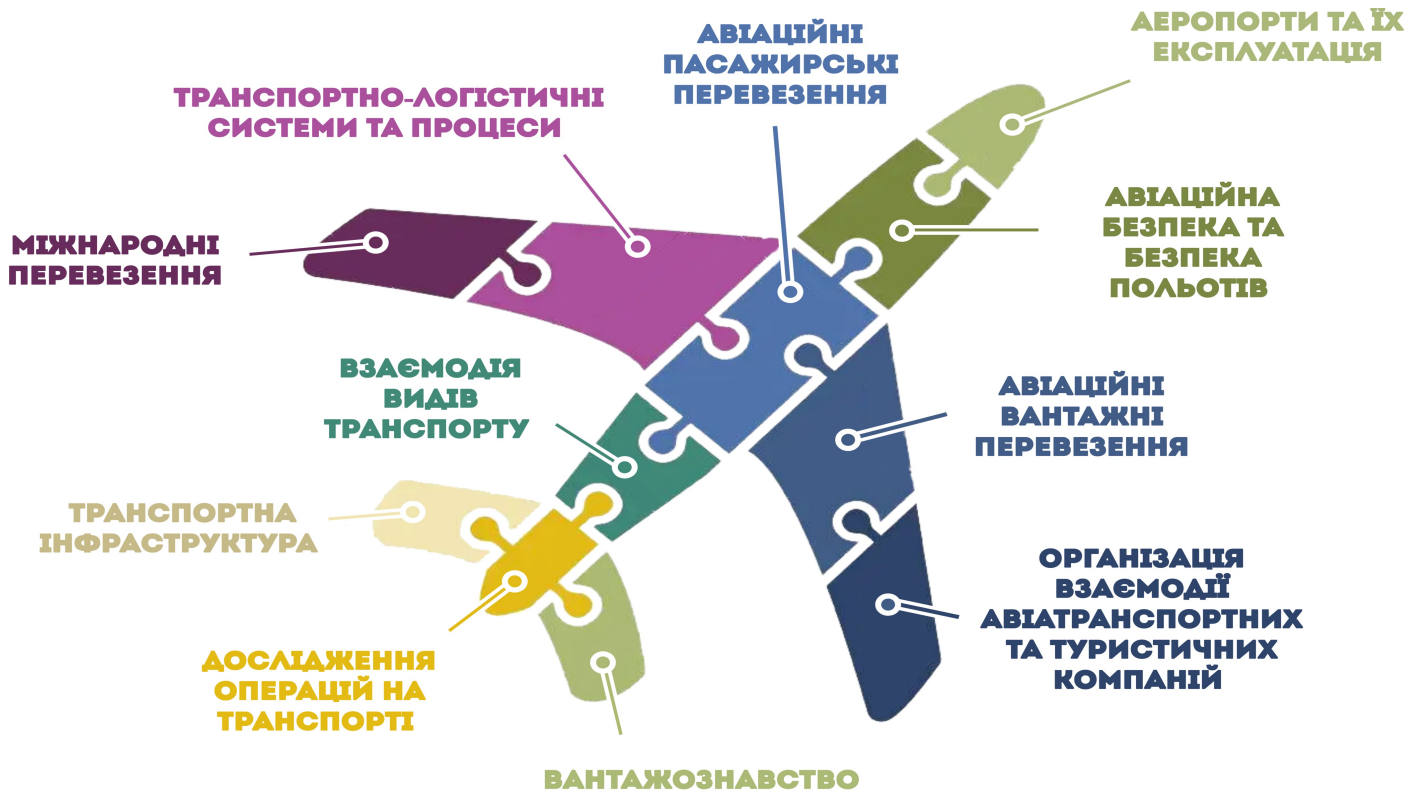 АЕРОПОРТИ ТА ЇХ
ЕКСПЛУАТАЦІЯ
АВІАЦІЙНІ
ПАСАЖИРСЬКІ
ПЕРЕВЕЗЕННЯ
ТРАНСПОРТНО-ЛОГІСТИЧНІ
СИСТЕМИ ТА ПРОЦЕСИ
АВІАЦІЙНА
БЕЗПЕКА ТА
БЕЗПЕКА
ПОЛЬОТІВ
МІЖНАРОДНІ
ПЕРЕВЕЗЕННЯ
ВЗАЄМОДІЯ
ВИДІВ
ТРАНСПОРТУ
АВІАЦІЙНІ
ВАНТАЖНІ
ПЕРЕВЕЗЕННЯ
ТРАНСПОРТНА
ІНФРАСТРУКТУРА
ОРГАНІЗАЦІЯ
ВЗАЄМОДІЇ
АВІАТРАНСПОРТНИХ
ТА ТУРИСТИЧНИХ
КОМПАНІЙ
ДОСЛІДЖЕННЯ
ОПЕРАЦІЙ НА
ТРАНСПОРТІ
ВАНТАЖОЗНАВСТВО